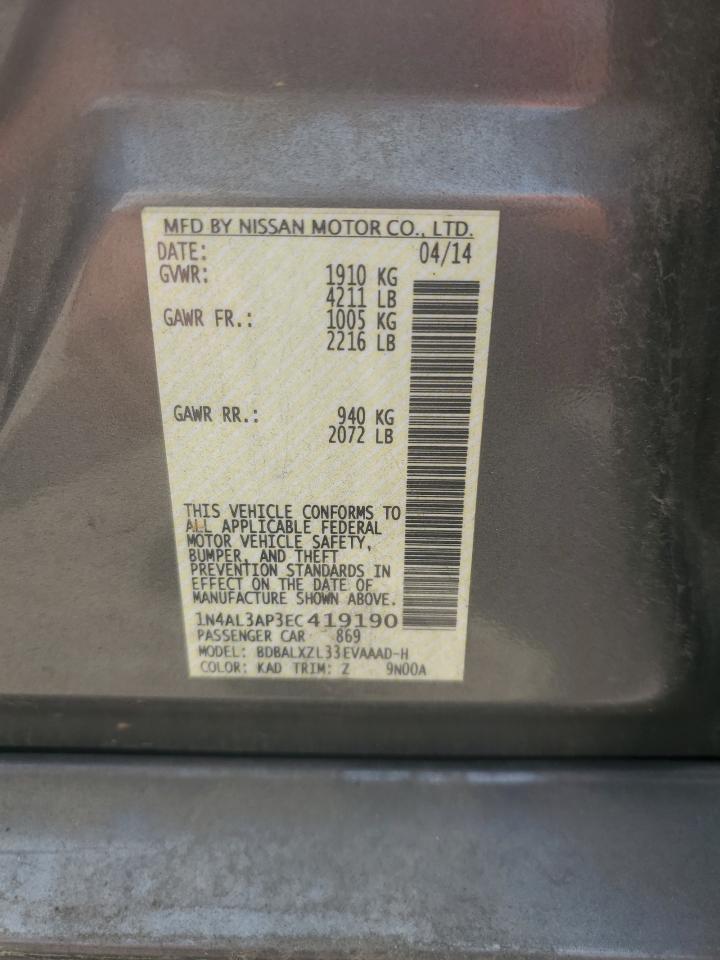 MFD BY NISSAN MOTOR CO., LTD.
DATE: 04/14
GVWR: 1910 KG
4211 LB
GAWR FR.: 1005 KG
2216 LB
GAWR RR.: 940 KG
2072 LB
THIS VEHICLE CONFORMS TO
ALL APPLICABLE FEDERAL
MOTOR VEHICLE SAFETY,
BUMPER, AND THEFT
PREVENTION STANDARDS IN
EFFECT ON THE DATE OF
MANUFACTURE SHOWN ABOVE.
1N4AL3AP3EC419190
PASSENGER CAR 869
MODEL: BDBALXZL33EVAAAD-H
COLOR: KAD TRIM: Z 9N00A